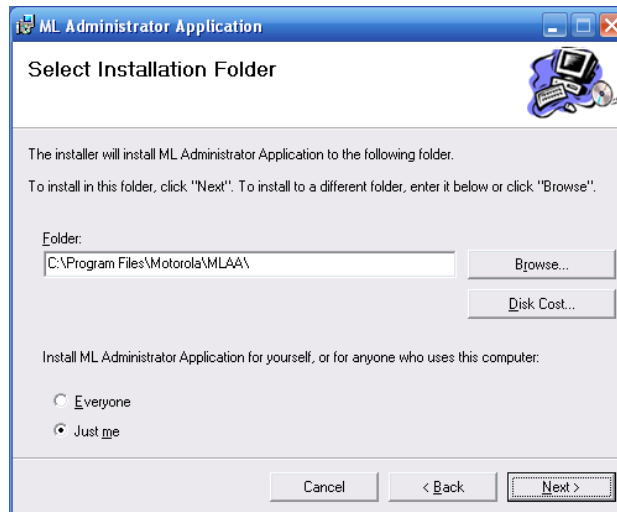 ML Administrator Application
Select Installation Folder
The installer will install ML Administrator Application to the following folder.
To install in this folder, click "Next". To install to a different folder, enter it below or click "Browse".
Folder:
C:\Program Files\Motorola\MLAA\
Browse...
Disk Cost...
Install ML Administrator Application for yourself, or for anyone who uses this computer:
Everyone
Just me
Cancel
< Back
Next >